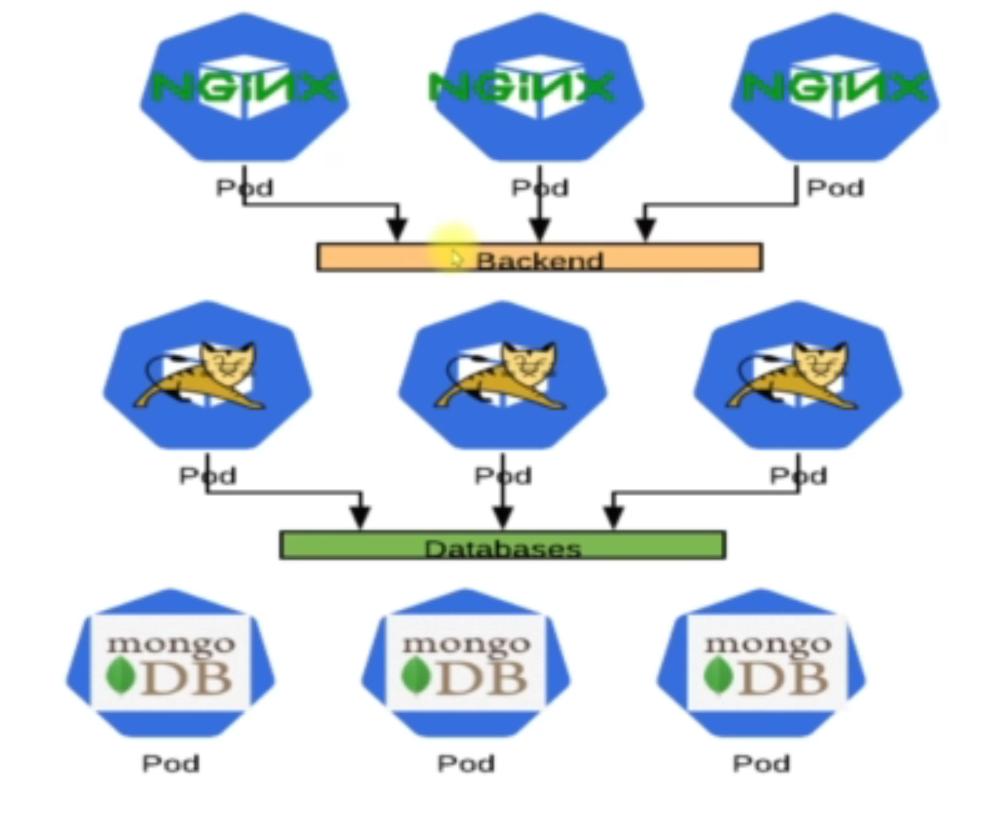 NGiNX NGiNX NGiNX
Pod Pod Pod
Backend
Pod Pod Pod
Databases
mongo mongo mongo
DB DB DB
Pod Pod Pod